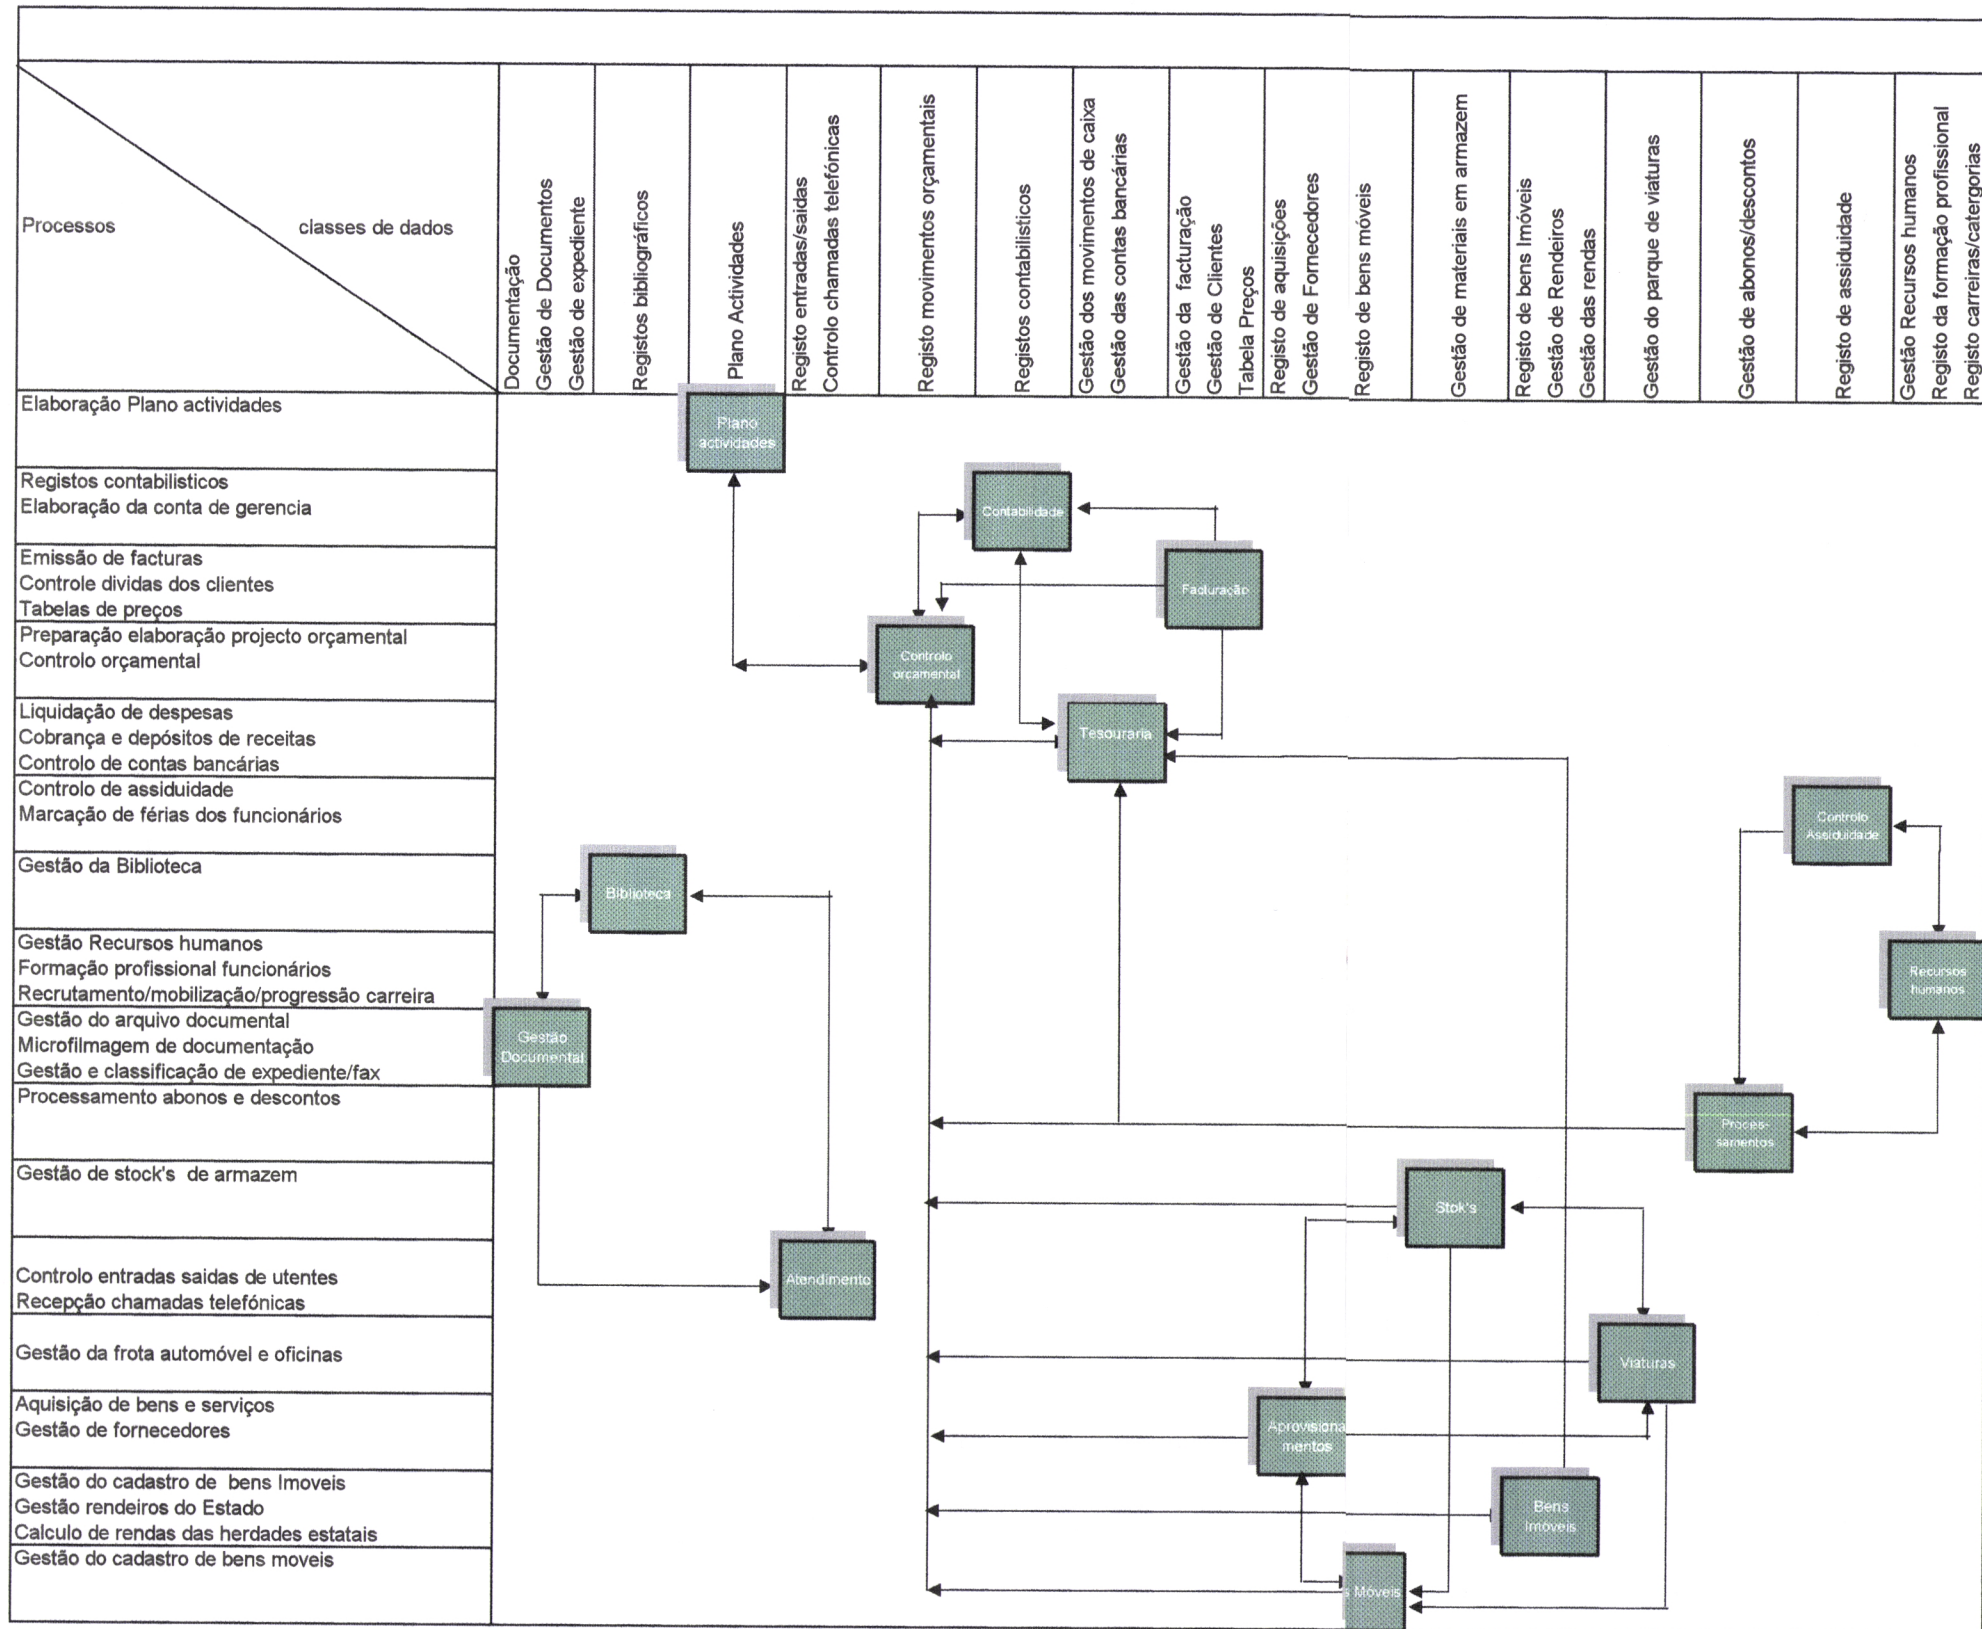 Processos
classes de dados
Documentação
Gestão de Documentos
Gestão de expediente
Registos bibliográficos
Plano Actividades
Registo entradas/saidas
Controlo chamadas telefónicas
Registo movimentos orçamentais
Registos contabilisticos
Gestão dos movimentos de caixa
Gestão das contas bancárias
Gestão da facturação
Gestão de Clientes
Tabela Preços
Registo de aquisições
Gestão de Fornecedores
Registo de bens móveis
Gestão de materiais em armazem
Registo de bens Imóveis
Gestão de Rendeiros
Gestão das rendas
Gestão do parque de viaturas
Gestão de abonos/descontos
Registo de assiduidade
Gestão Recursos humanos
Registo da formação profissional
Registo carreiras/catergorias
Elaboração Plano actividades
Plano
actividades
Registos contabilisticos
Elaboração da conta de gerencia
Contabilidade
Emissão de facturas
Controle dividas dos clientes
Tabelas de preços
Facturação
Preparação elaboração projecto orçamental
Controlo orçamental
Controlo
orcamental
Liquidação de despesas
Cobrança e depósitos de receitas
Controlo de contas bancárias
Tesouraria
Controlo de assiduidade
Marcação de férias dos funcionários
Controlo
Assiduidade
Gestão da Biblioteca
Biblioteca
Gestão Recursos humanos
Formação profissional funcionários
Recrutamento/mobilização/progressão carreira
Recursos
humanos
Gestão do arquivo documental
Microfilmagem de documentação
Gestão e classificação de expediente/fax
Gestão
Documental
Processamento abonos e descontos
Proces-
samentos
Gestão de stock's de armazem
Stok's
Controlo entradas saidas de utentes
Recepção chamadas telefónicas
Atendimento
Gestão da frota automóvel e oficinas
Viaturas
Aquisição de bens e serviços
Gestão de fornecedores
Aprovisiona
mentos
Gestão do cadastro de bens Imoveis
Gestão rendeiros do Estado
Calculo de rendas das herdades estatais
Bens
Imoveis
Gestão do cadastro de bens moveis
s Móveis